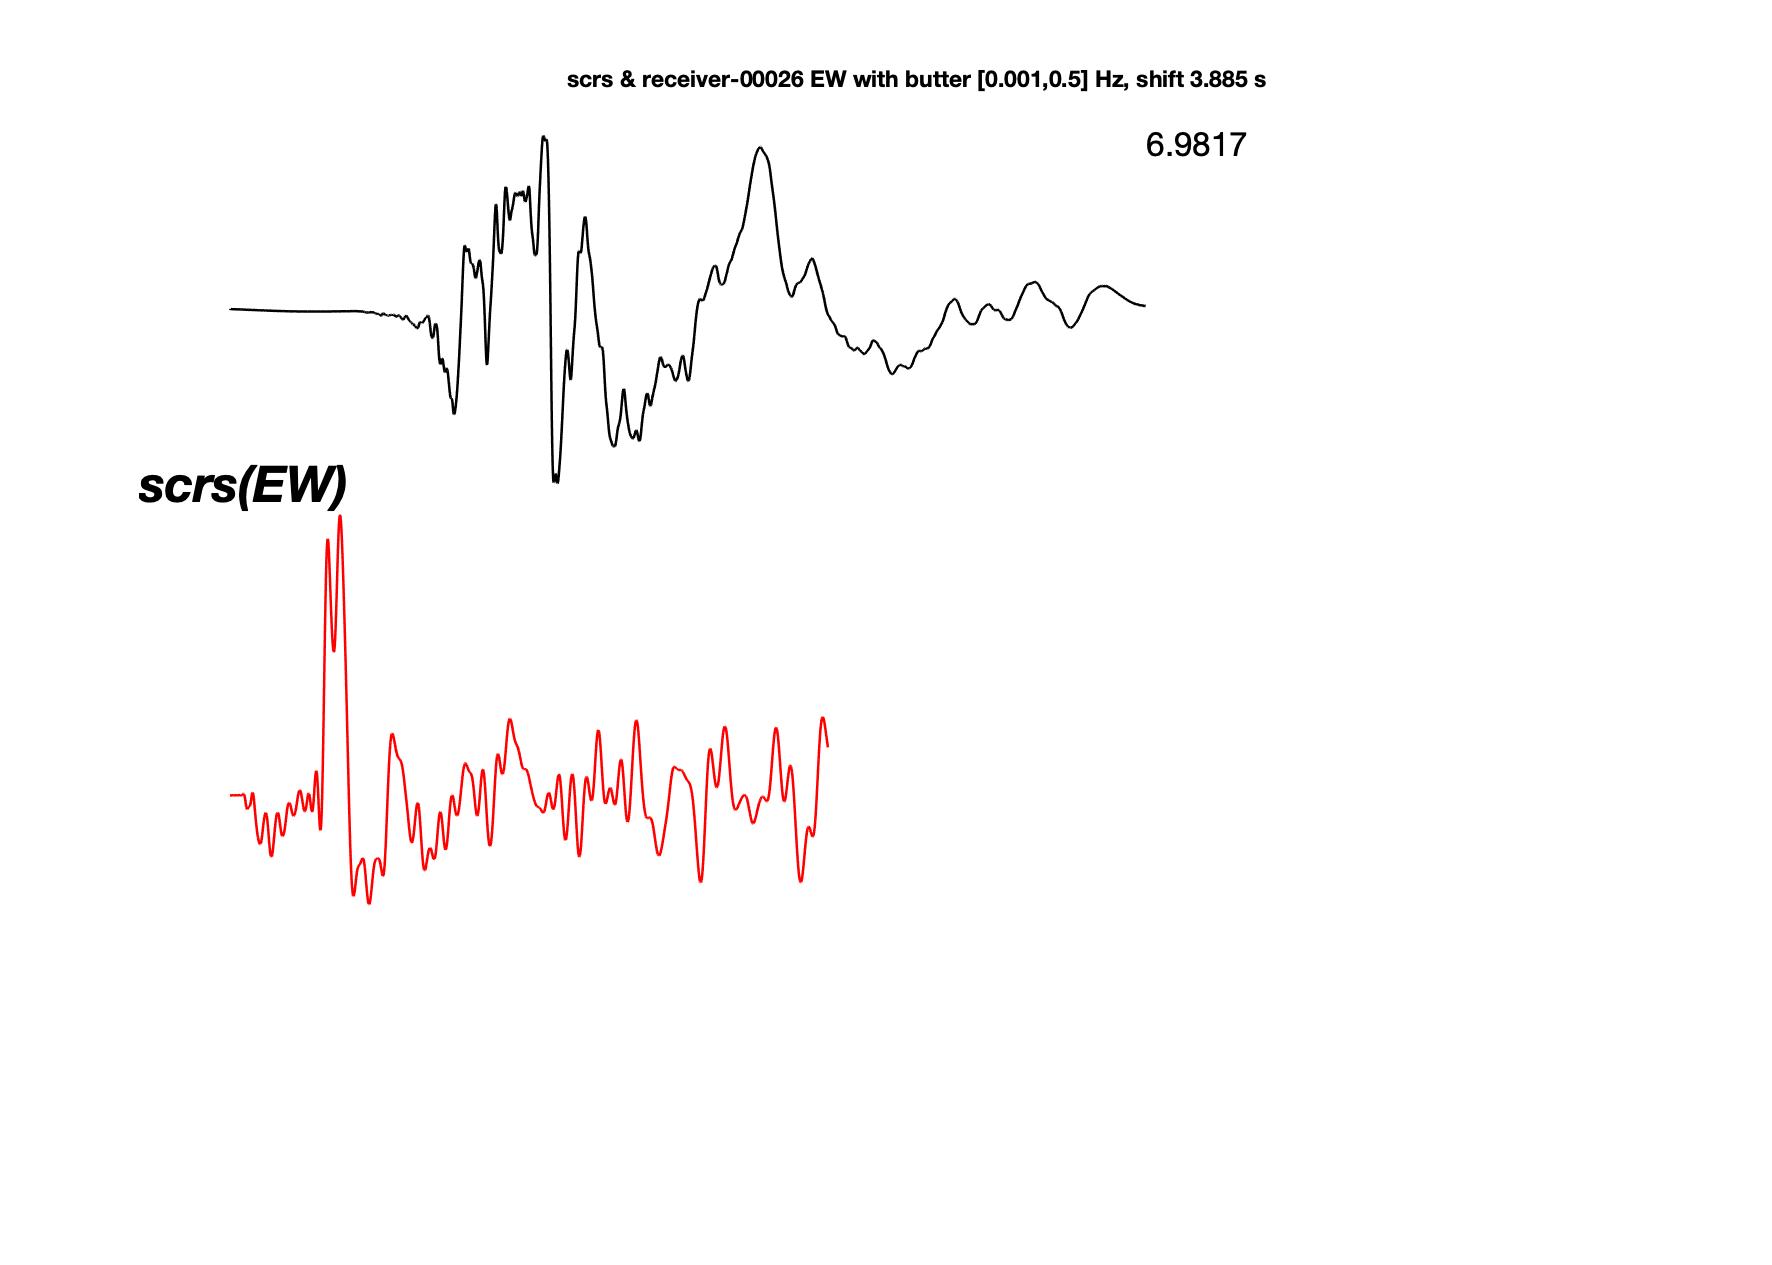 scrs & receiver-00026 EW with butter [0.001,0.5] Hz, shift 3.885 s
6.9817
scrs(EW)